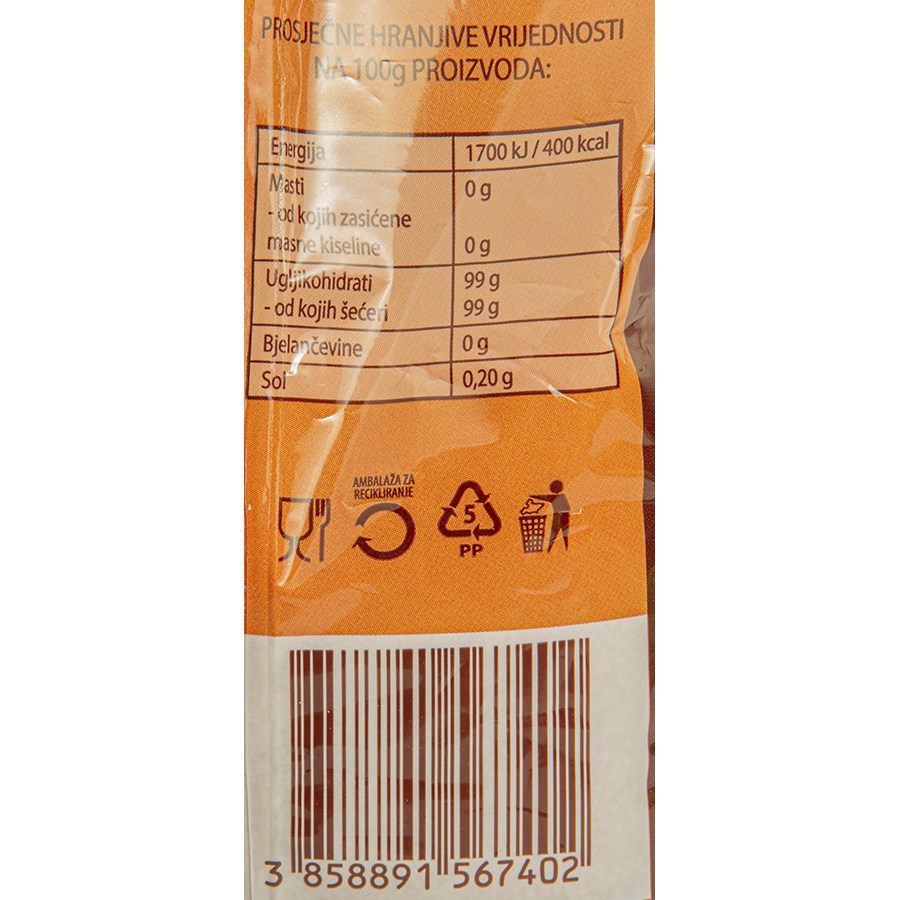 PROSJEČNE HRANJIVE VRIJEDNOSTI
NA 100g PROIZVODA:
Energija 1700 kJ / 400 kcal
Masti 0 g
- od kojih zasićene
masne kiseline 0 g
Ugljikohidrati 99 g
- od kojih šećeri 99 g
Bjelančevine 0 g
Sol 0,20 g
AMBALAŽA ZA
RECIKLIRANJE
5
PP
3 858891 567402